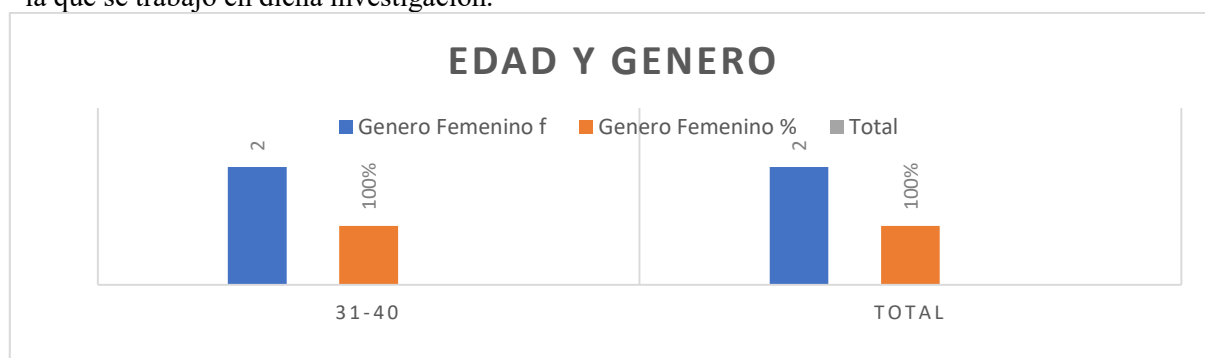 la que se trabajó en dicha investigación.
EDAD Y GENERO
Genero Femenino f Genero Femenino % Total
2 100% 2 100%
31-40 TOTAL